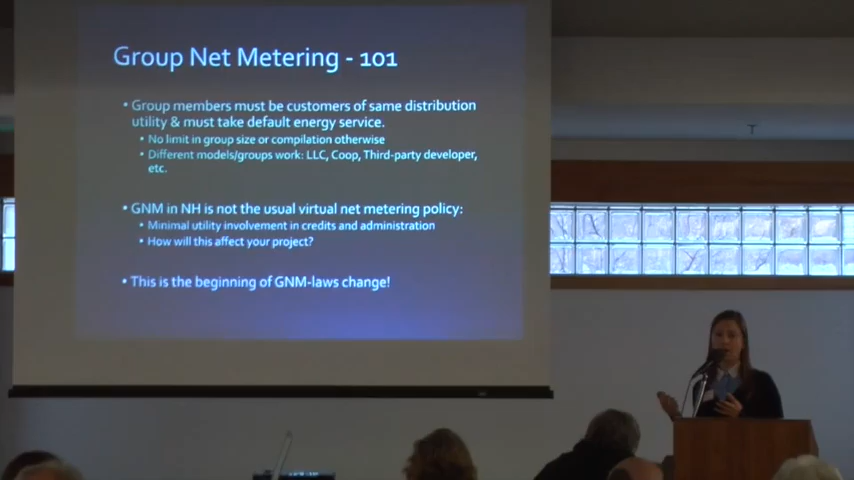 Group Net Metering - 101
• Group members must be customers of same distribution
utility & must take default energy service.
• No limit in group size or compilation otherwise
• Different models/groups work: LLC, Coop, Third-party developer,
etc.
• GNM in NH is not the usual virtual net metering policy:
• Minimal utility involvement in credits and administration
• How will this affect your project?
• This is the beginning of GNM-laws change!